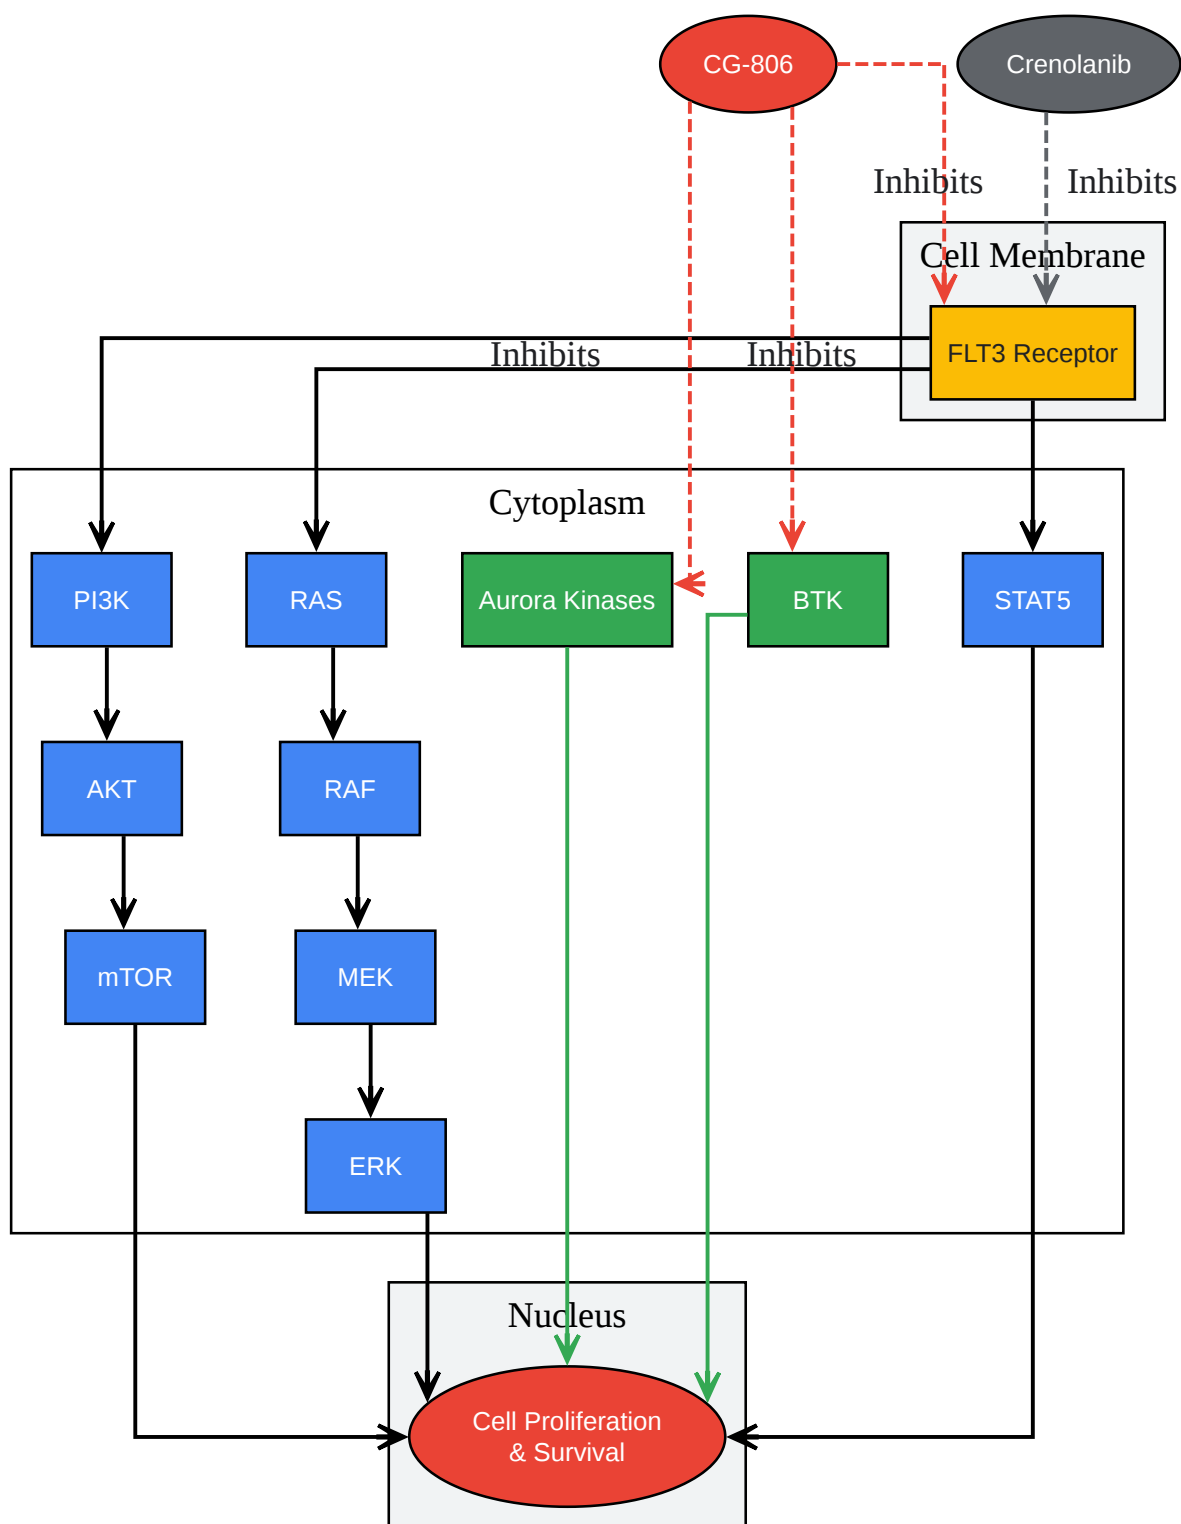 CG-806
Crenolanib
Inhibits
Inhibits
Cell Membrane
FLT3 Receptor
Inhibits
Inhibits
Cytoplasm
PI3K
RAS
Aurora Kinases
BTK
STAT5
AKT
RAF
mTOR
MEK
ERK
Nucleus
Cell Proliferation
& Survival